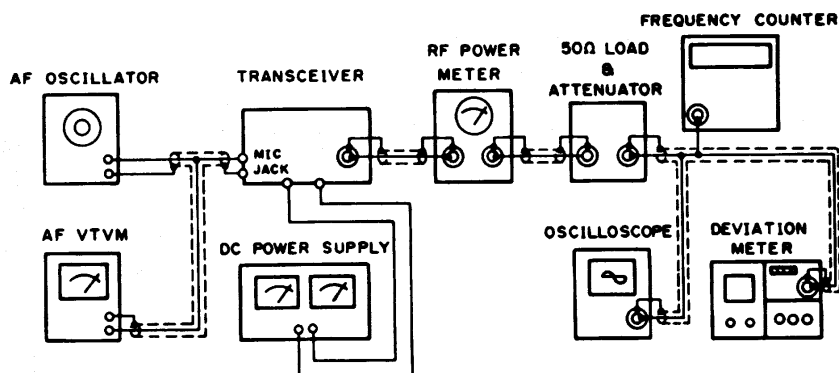 FREQUENCY COUNTER
AF OSCILLATOR
TRANSCEIVER
RF POWER
METER
50Ω LOAD
&
ATTENUATOR
MIC
JACK
AF VTVM
DC POWER SUPPLY
OSCILLOSCOPE
DEVIATION
METER